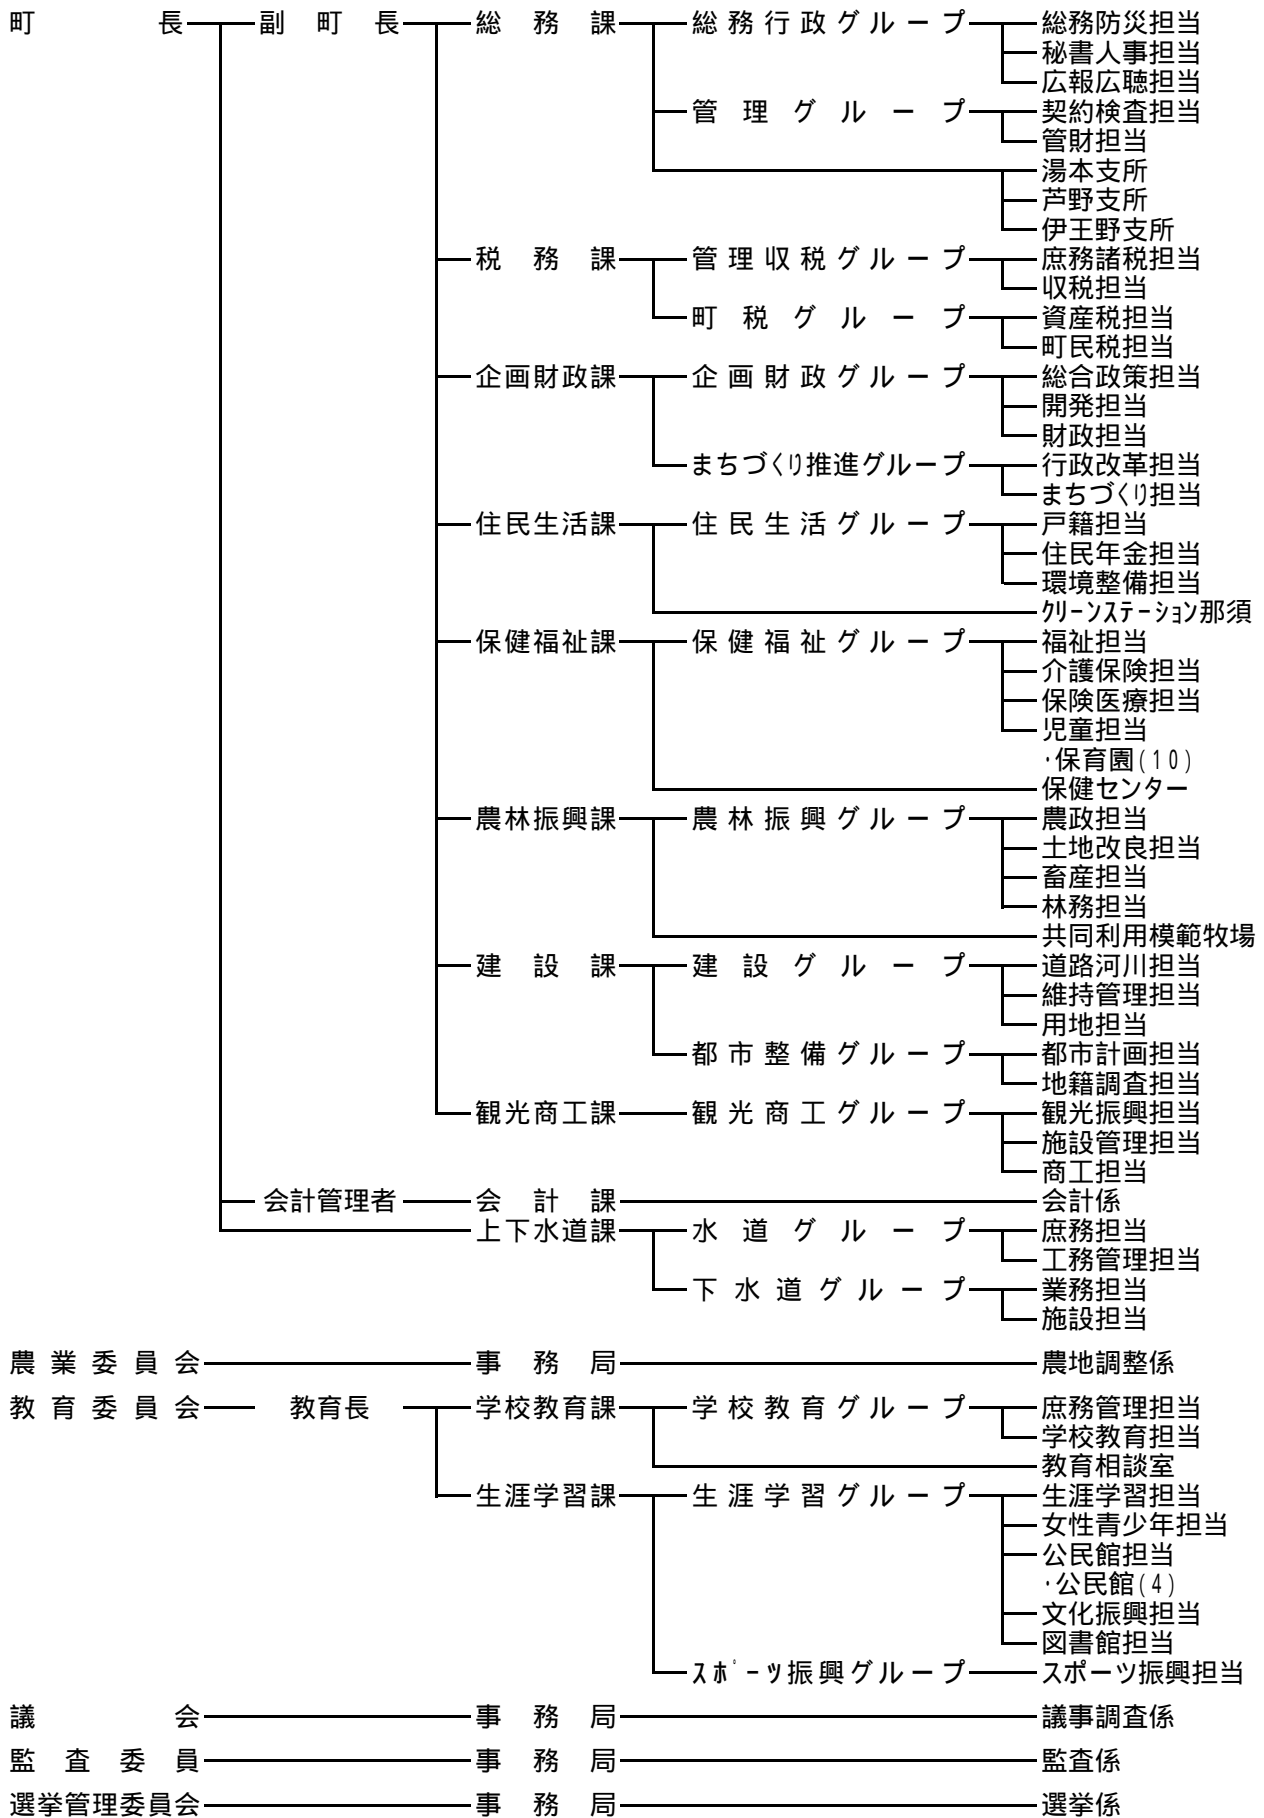 町長 副町長 総務課 総務行政グループ 総務防災担当
秘書人事担当
広報広聴担当
管理グループ 契約検査担当
管財担当
湯本支所
芦野支所
伊王野支所
税務課 管理収税グループ 庶務諸税担当
収税担当
町税グループ 資産税担当
町民税担当
企画財政課 企画財政グループ 総合政策担当
開発担当
財政担当
まちづくり推進グループ 行政改革担当
まちづくり担当
住民生活課 住民生活グループ 戸籍担当
住民年金担当
環境整備担当
ｸﾘｰﾝｽﾃｰｼｮﾝ那須
保健福祉課 保健福祉グループ 福祉担当
介護保険担当
保険医療担当
児童担当
・保育園(10)
保健センター
農林振興課 農林振興グループ 農政担当
土地改良担当
畜産担当
林務担当
共同利用模範牧場
建設課 建設グループ 道路河川担当
維持管理担当
用地担当
都市整備グループ 都市計画担当
地籍調査担当
観光商工課 観光商工グループ 観光振興担当
施設管理担当
商工担当
会計管理者 会計課 会計係
上下水道課 水道グループ 庶務担当
工務管理担当
下水道グループ 業務担当
施設担当
農業委員会 事務局 農地調整係
教育委員会 教育長 学校教育課 学校教育グループ 庶務管理担当
学校教育担当
教育相談室
生涯学習課 生涯学習グループ 生涯学習担当
女性青少年担当
公民館担当
・公民館(4)
文化振興担当
図書館担当
ｽﾎﾟｰﾂ振興グループ スポーツ振興担当
議会 事務局 議事調査係
監査委員 事務局 監査係
選挙管理委員会 事務局 選挙係